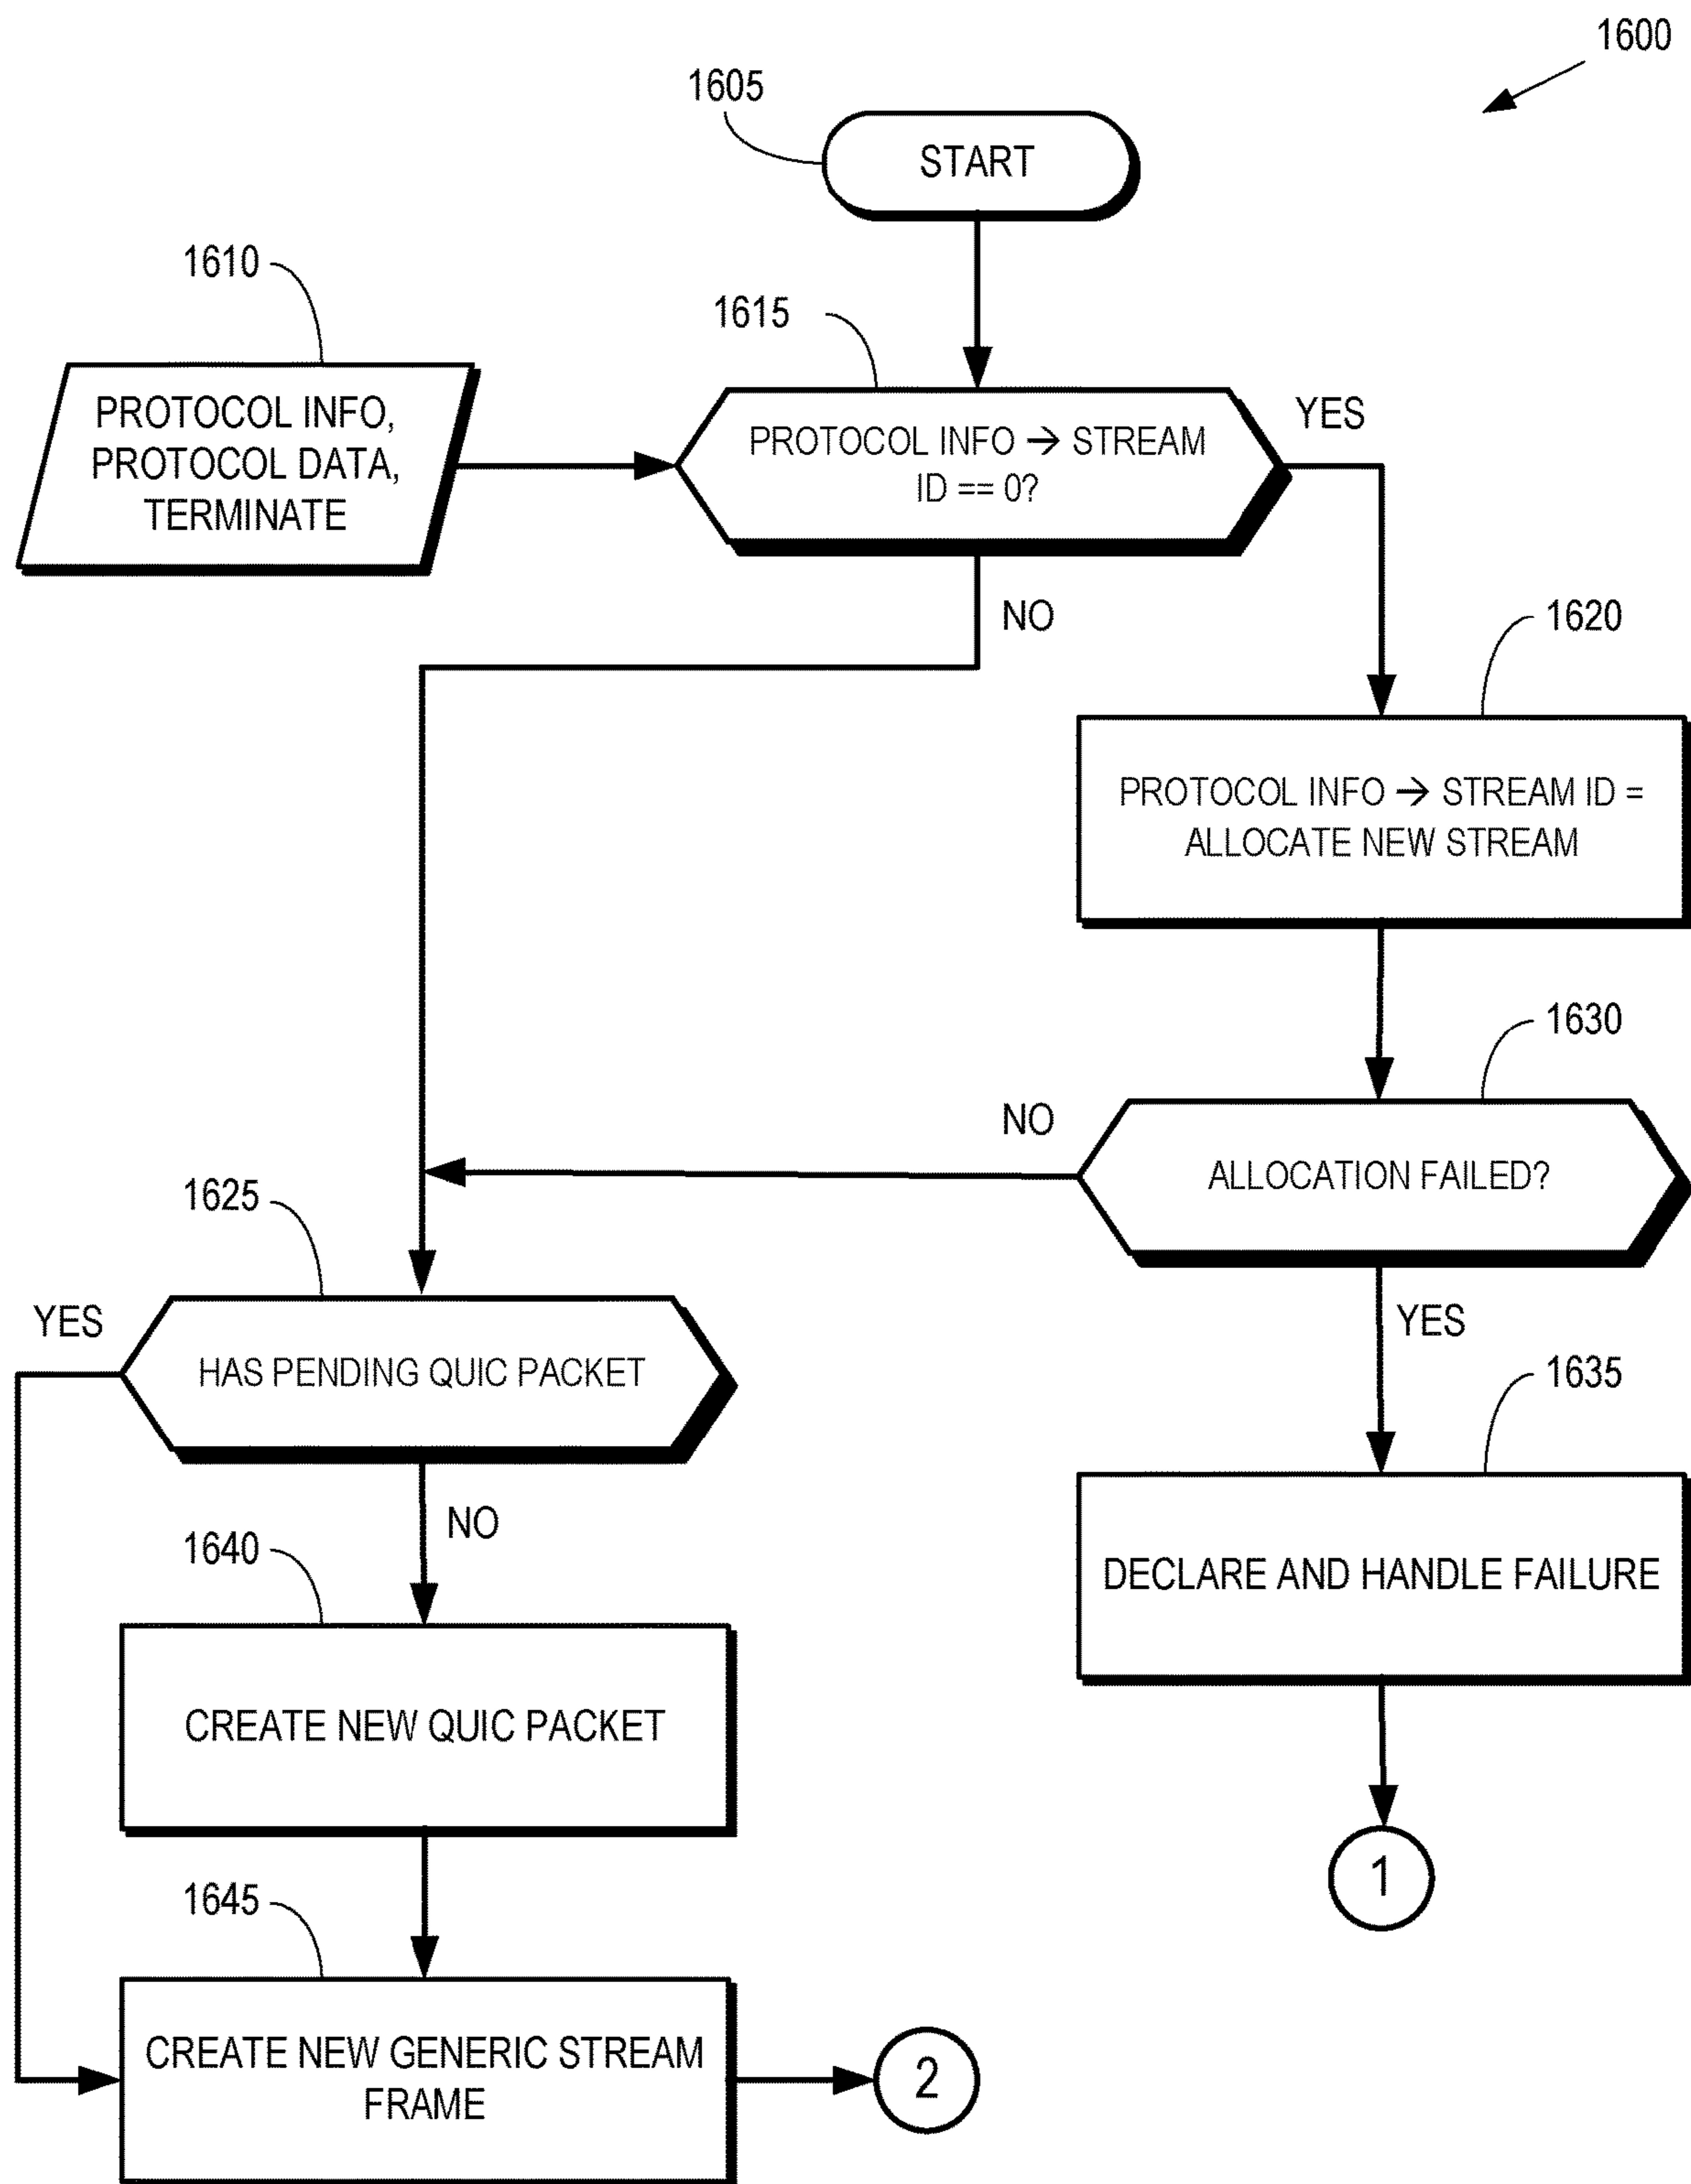 1600
1605
START
1610
PROTOCOL INFO,
PROTOCOL DATA,
TERMINATE
1615
PROTOCOL INFO → STREAM
ID == 0?
YES
NO
1620
PROTOCOL INFO → STREAM ID =
ALLOCATE NEW STREAM
1630
NO
ALLOCATION FAILED?
1625
YES
HAS PENDING QUIC PACKET
YES
1635
NO
DECLARE AND HANDLE FAILURE
1640
CREATE NEW QUIC PACKET
1
1645
CREATE NEW GENERIC STREAM
FRAME
2